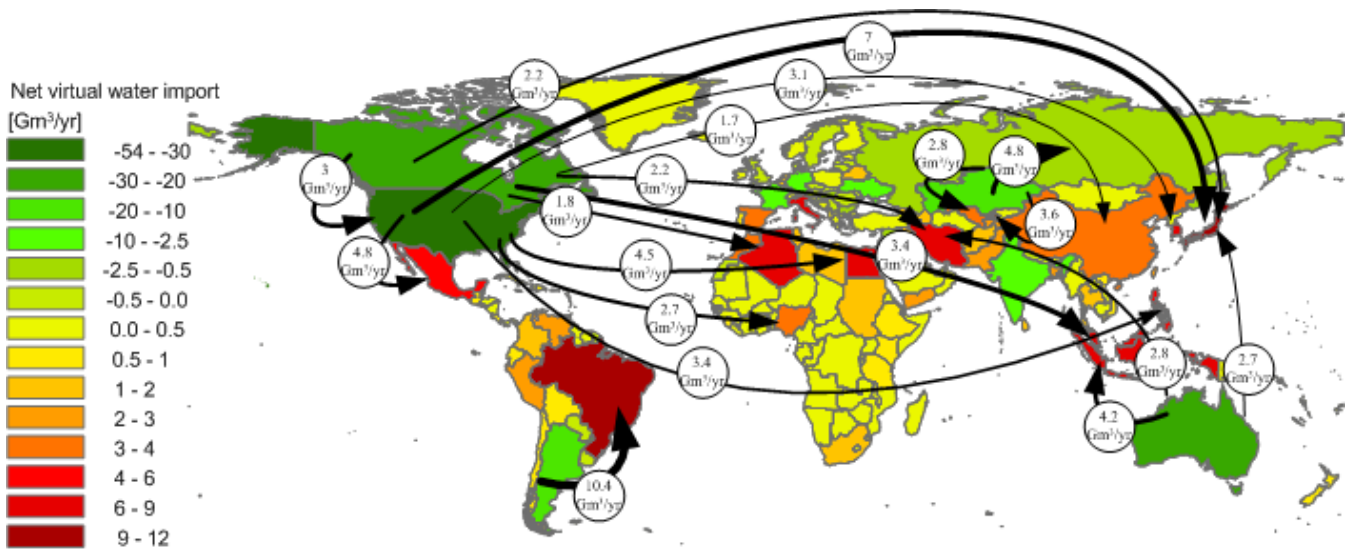 Net virtual water import
[Gm³/yr]
-54 - -30
-30 - -20
-20 - -10
-10 - -2.5
-2.5 - -0.5
-0.5 - 0.0
0.0 - 0.5
0.5 - 1
1 - 2
2 - 3
3 - 4
4 - 6
6 - 9
9 - 12
7
Gm³/yr
2.2
Gm³/yr
3.1
Gm³/yr
1.7
Gm³/yr
3
Gm³/yr
2.2
Gm³/yr
2.8
Gm³/yr
4.8
Gm³/yr
1.8
Gm³/yr
3.6
Gm³/yr
4.8
Gm³/yr
4.5
Gm³/yr
3.4
Gm³/yr
2.7
Gm³/yr
3.4
Gm³/yr
2.8
Gm³/yr
2.7
Gm³/yr
4.2
Gm³/yr
10.4
Gm³/yr